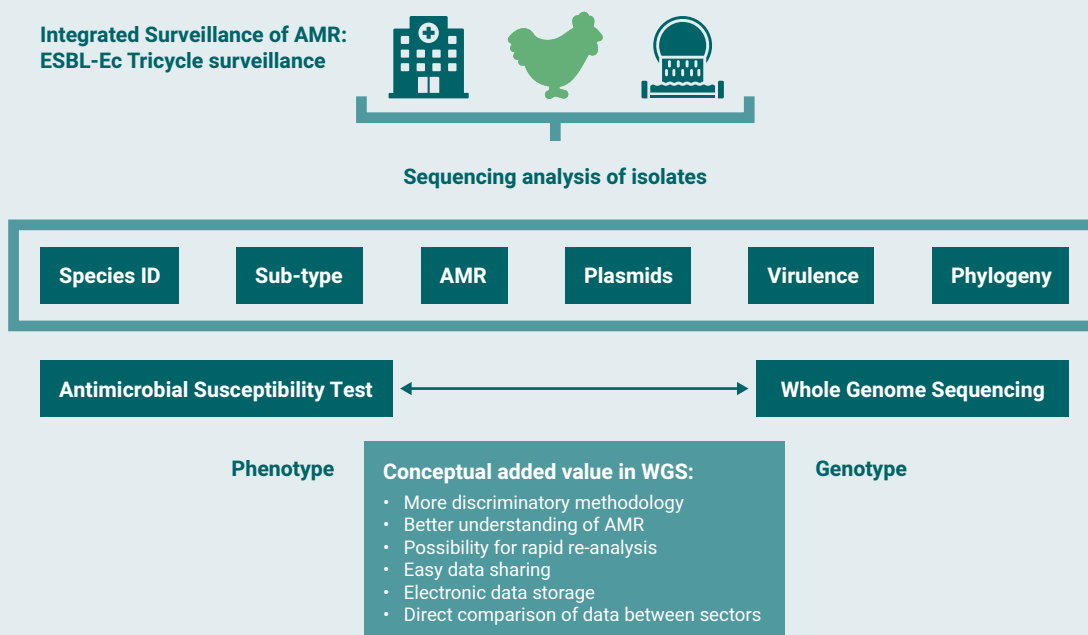 Integrated Surveillance of AMR:
ESBL-Ec Tricycle surveillance
Sequencing analysis of isolates
Species ID
Sub-type
AMR
Plasmids
Virulence
Phylogeny
Antimicrobial Susceptibility Test
Whole Genome Sequencing
Phenotype
Genotype
Conceptual added value in WGS:
• More discriminatory methodology
• Better understanding of AMR
• Possibility for rapid re-analysis
• Easy data sharing
• Electronic data storage
• Direct comparison of data between sectors